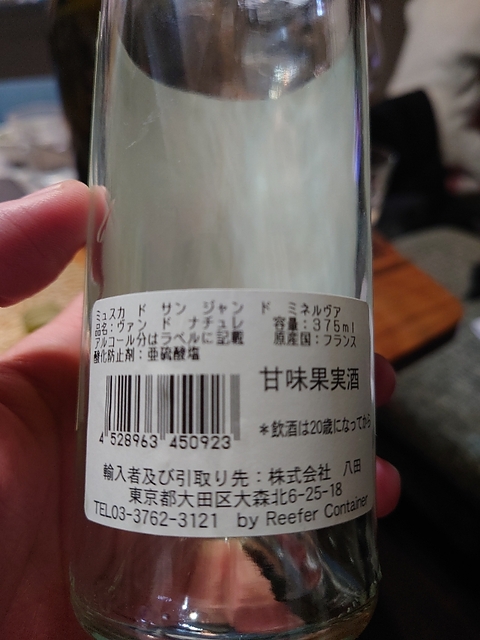 ミュスカ ド サン ジャン ド ミネルヴァ
品名：ヴァン ド ナチュレ 容量：375ml
アルコール分はラベルに記載 原産国：フランス
酸化防止剤：亜硫酸塩
甘味果実酒
4 528963 450923
＊飲酒は20歳になってから
輸入者及び引取り先：株式会社 八田
東京都大田区大森北6-25-18
TEL03-3762-3121 by Reefer Container